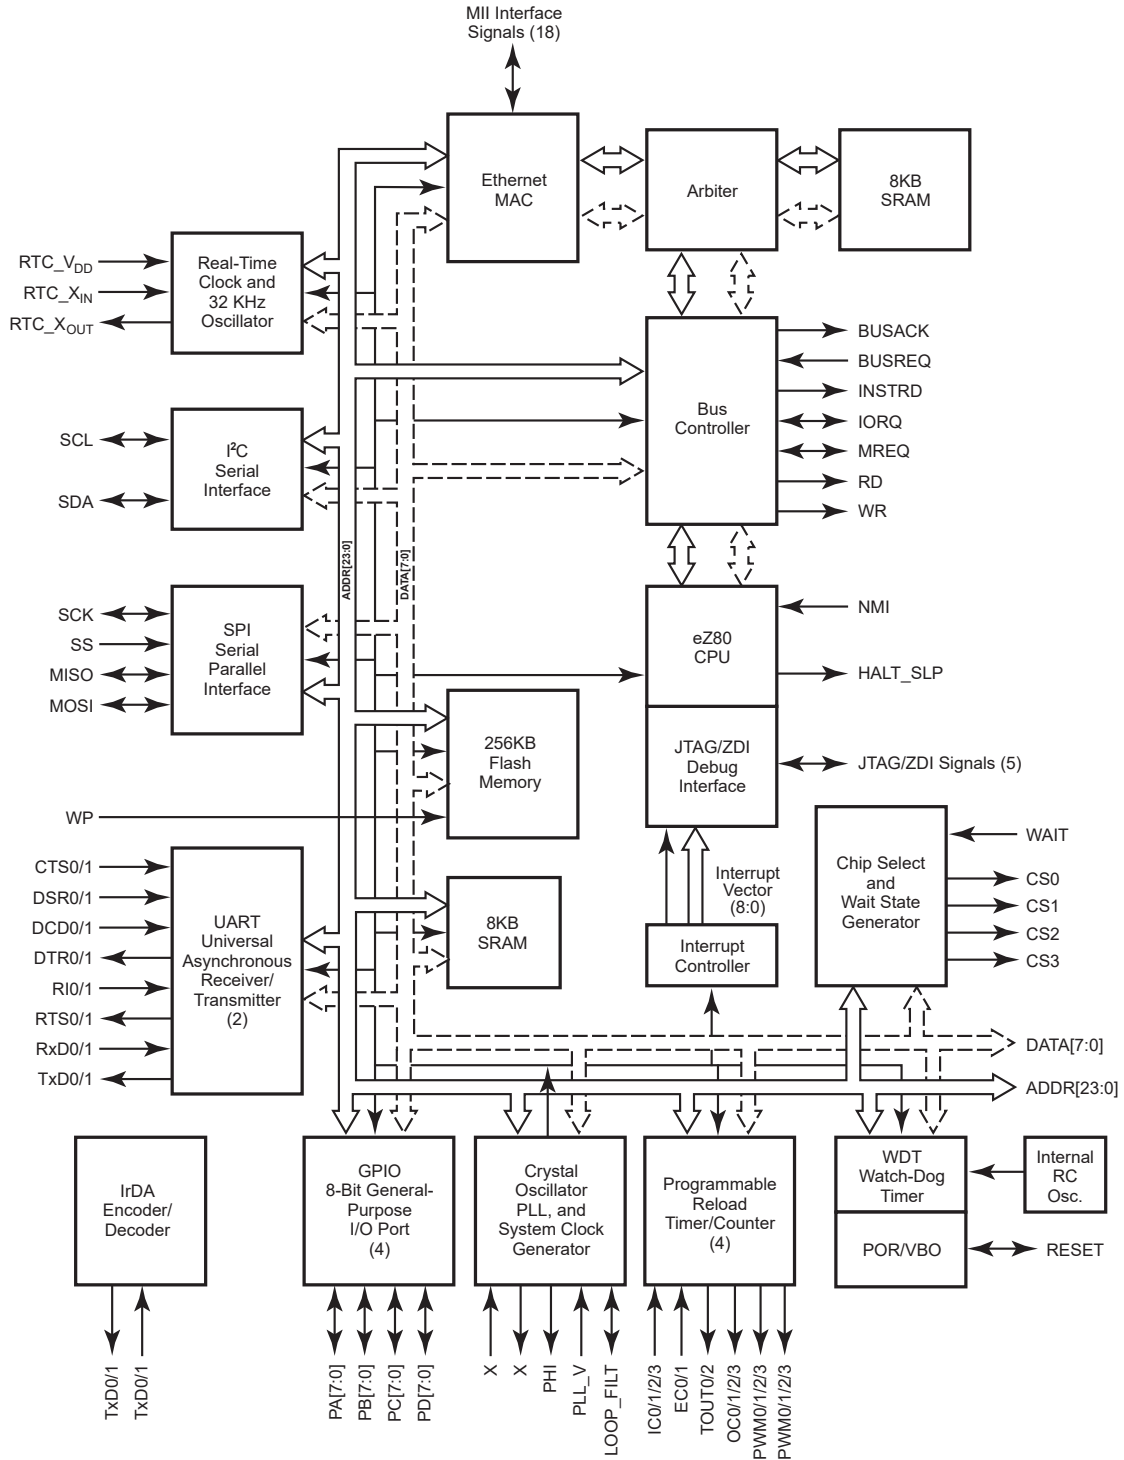 MII Interface
Signals (18)
Ethernet
MAC
Arbiter
8KB
SRAM
RTC_VDD
RTC_XIN
RTC_XOUT
Real-Time
Clock and
32 KHz
Oscillator
Bus
Controller
BUSACK
BUSREQ
INSTRD
IORQ
MREQ
RD
WR
SCL
SDA
I²C
Serial
Interface
ADDR[23:0]
DATA[7:0]
SCK
SS
MISO
MOSI
SPI
Serial
Parallel
Interface
eZ80
CPU
NMI
HALT_SLP
256KB
Flash
Memory
JTAG/ZDI
Debug
Interface
JTAG/ZDI Signals (5)
WP
CTS0/1
DSR0/1
DCD0/1
DTR0/1
RI0/1
RTS0/1
RxD0/1
TxD0/1
UART
Universal
Asynchronous
Receiver/
Transmitter
(2)
8KB
SRAM
Interrupt
Vector
(8:0)
Interrupt
Controller
Chip Select
and
Wait State
Generator
WAIT
CS0
CS1
CS2
CS3
DATA[7:0]
ADDR[23:0]
IrDA
Encoder/
Decoder
GPIO
8-Bit General-
Purpose
I/O Port
(4)
Crystal
Oscillator
PLL, and
System Clock
Generator
Programmable
Reload
Timer/Counter
(4)
WDT
Watch-Dog
Timer
POR/VBO
Internal
RC
Osc.
RESET
TxD0/1
TxD0/1
PA[7:0]
PB[7:0]
PC[7:0]
PD[7:0]
X
X
PHI
PLL_V
LOOP_FILT
IC0/1/2/3
EC0/1
TOUT0/2
OC0/1/2/3
PWM0/1/2/3
PWM0/1/2/3